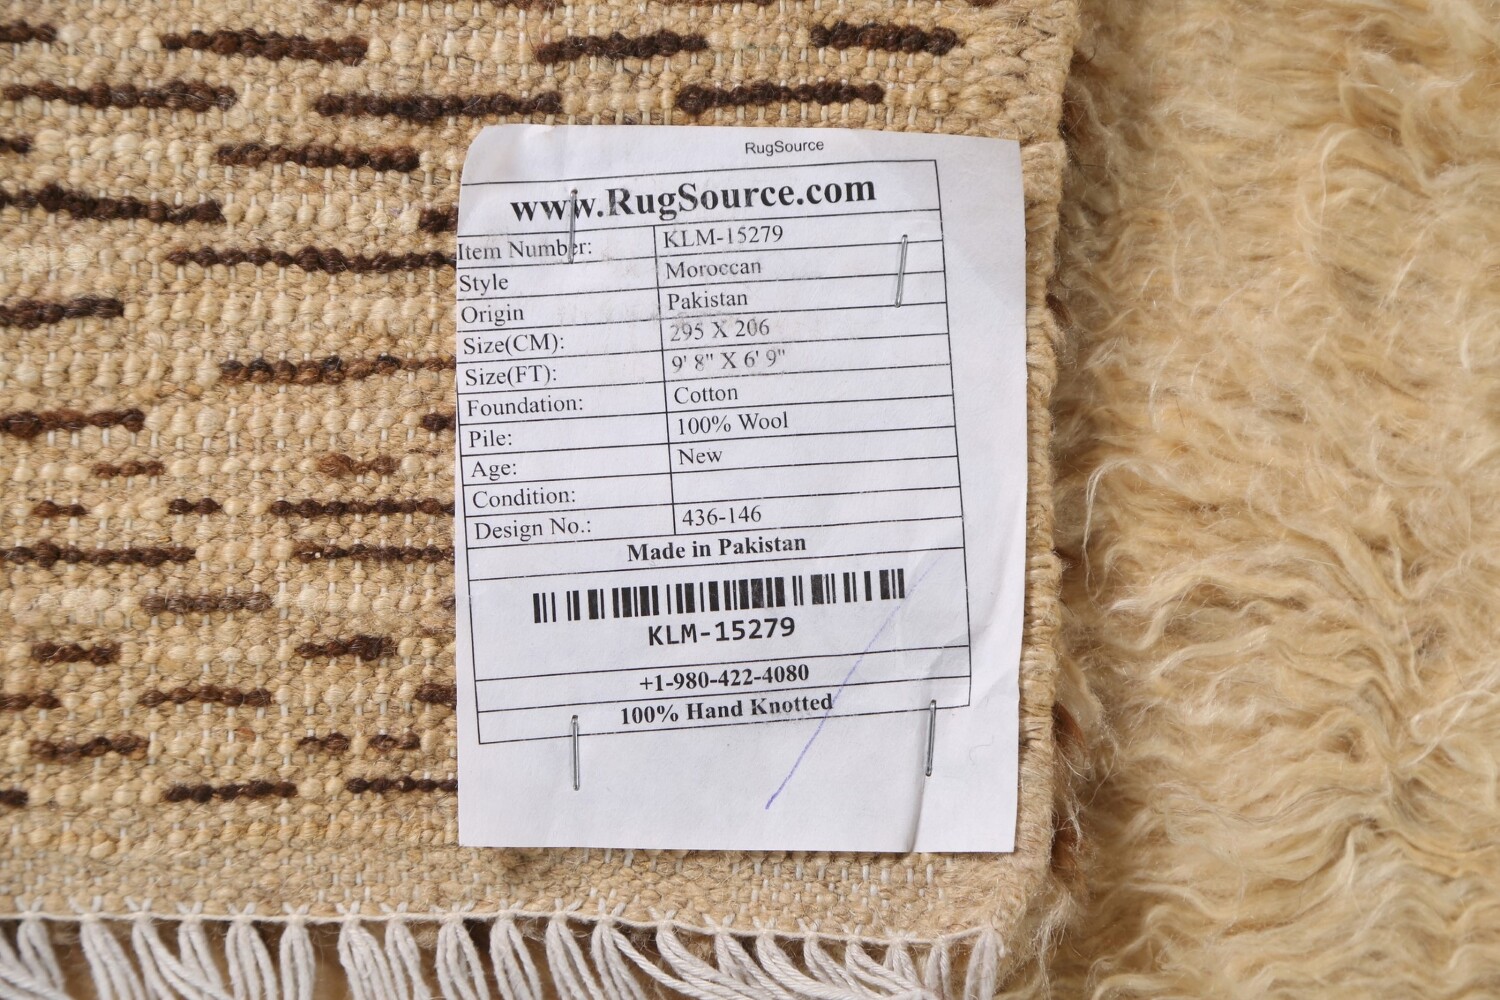 RugSource
www.RugSource.com
Item Number: KLM-15279
Style Moroccan
Origin Pakistan
Size(CM): 295 X 206
Size(FT): 9' 8" X 6' 9"
Foundation: Cotton
Pile: 100% Wool
Age: New
Condition:
Design No.: 436-146
Made in Pakistan
KLM-15279
+1-980-422-4080
100% Hand Knotted